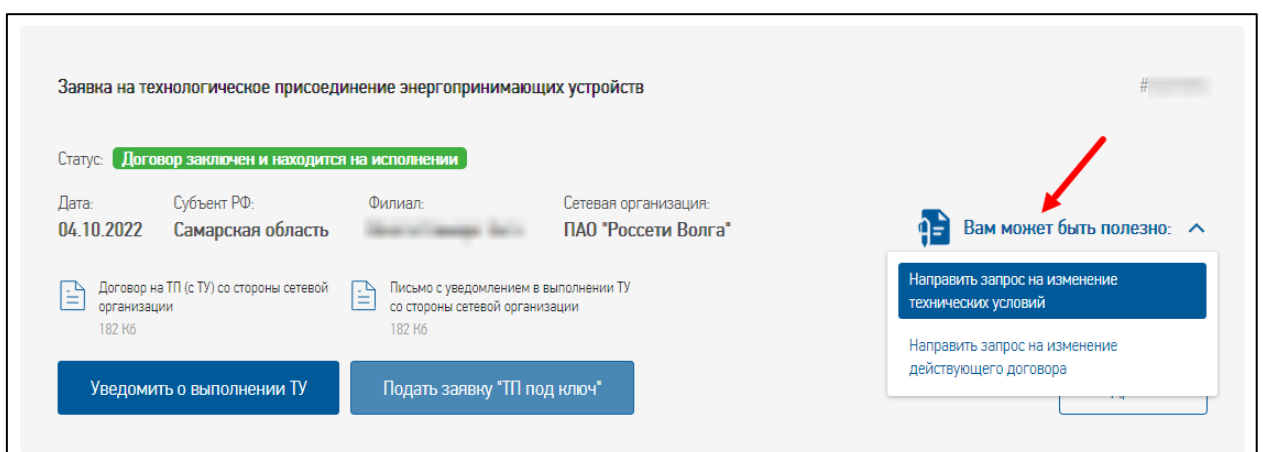 Заявка на технологическое присоединение энергопринимающих устройств
#
Статус: Договор заключен и находится на исполнении
Дата: Субъект РФ: Филиал: Сетевая организация:
04.10.2022 Самарская область ПАО "Россети Волга"
Вам может быть полезно:
Направить запрос на изменение
технических условий
Направить запрос на изменение
действующего договора
Договор на ТП (с ТУ) со стороны сетевой
организации
182 Кб
Письмо с уведомлением в выполнении ТУ
со стороны сетевой организации
182 Кб
Уведомить о выполнении ТУ
Подать заявку "ТП под ключ"